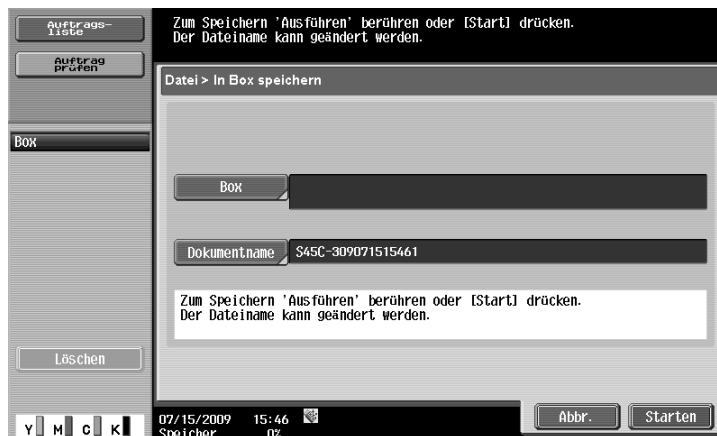 Auftrags-
liste
Zum Speichern 'Ausführen' berühren oder [Start] drücken.
Der Dateiname kann geändert werden.
Auftrag
prüfen
Datei > In Box speichern
Box
Box
Dokumentname
S45C-309071515461
Zum Speichern 'Ausführen' berühren oder [Start] drücken.
Der Dateiname kann geändert werden.
Löschen
07/15/2009 15:46
Speicher 0%
Abbr.
Starten
Y M C K